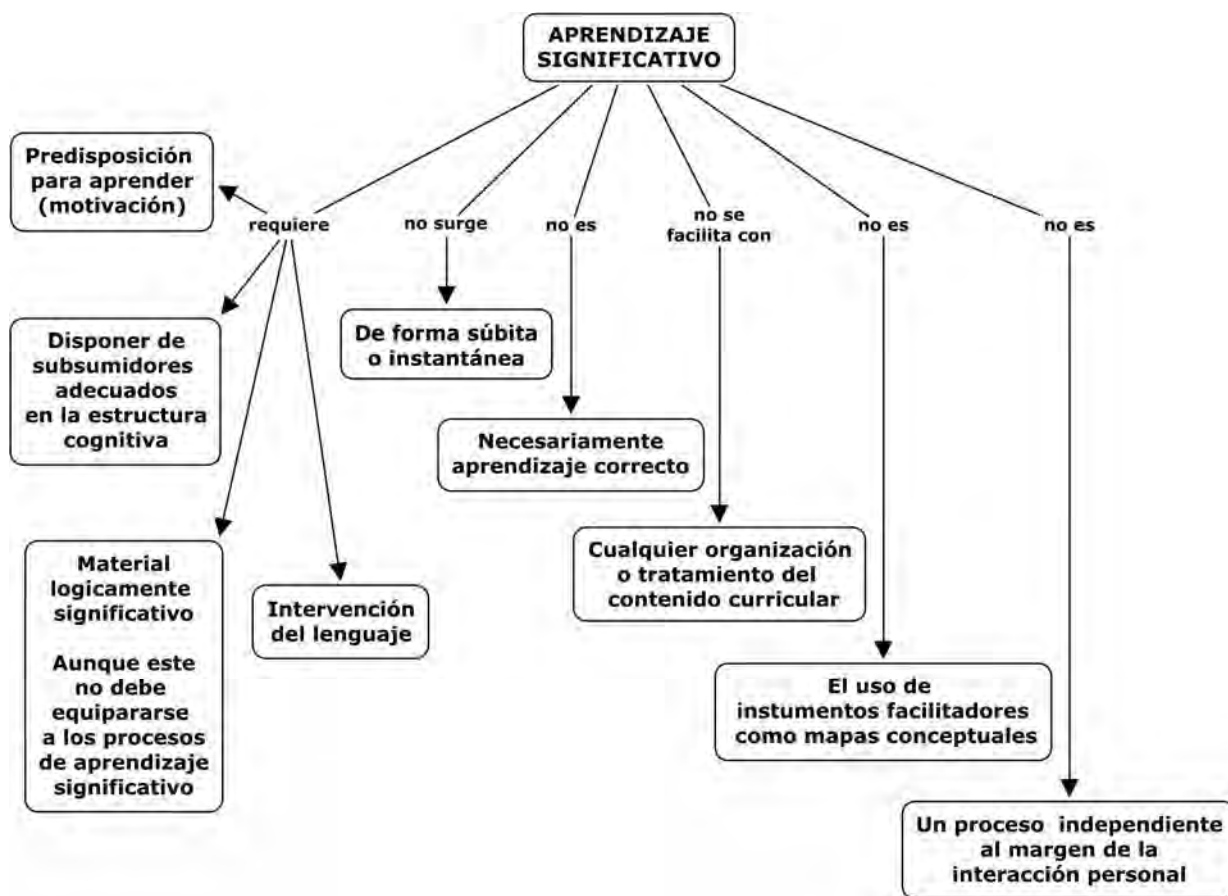 APRENDIZAJE
SIGNIFICATIVO
Predisposición
para aprender
(motivación)
requiere
no surge
no es
no se
facilita con
no es
no es
Disponer de
subsumidores
adecuados
en la estructura
cognitiva
De forma súbita
o instantánea
Necesariamente
aprendizaje correcto
Material
logicamente
significativo
Aunque este
no debe
equipararse
a los procesos
de aprendizaje
significativo
Intervención
del lenguaje
Cualquier organización
o tratamiento del
contenido curricular
El uso de
instumentos facilitadores
como mapas conceptuales
Un proceso independiente
al margen de la
interacción personal